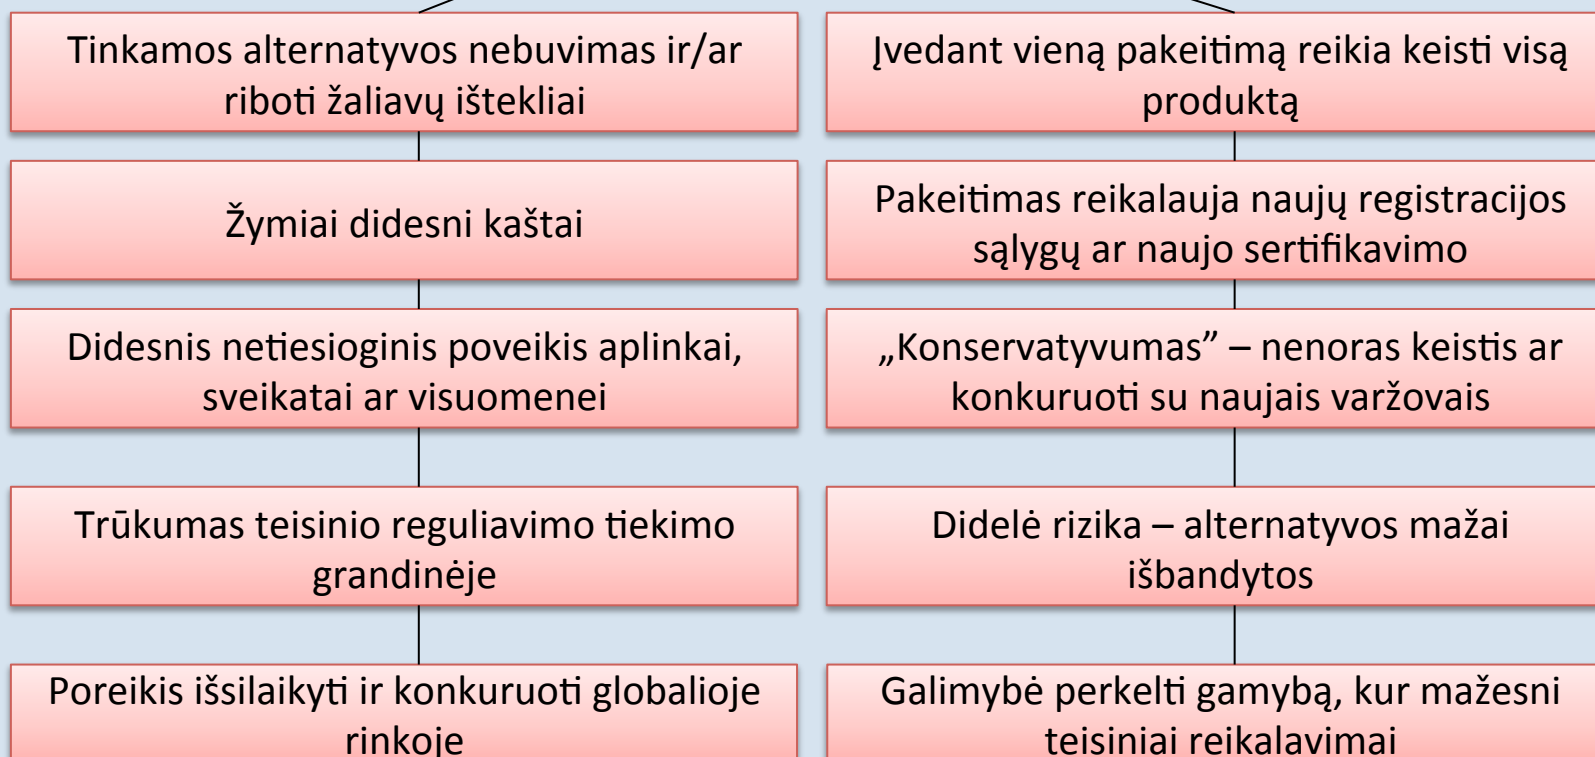 Tinkamos alternatyvos nebuvimas ir/ar
riboti žaliavų ištekliai
Įvedant vieną pakeitimą reikia keisti visą
produktą
Žymiai didesni kaštai
Pakeitimas reikalauja naujų registracijos
sąlygų ar naujo sertifikavimo
Didesnis netiesioginis poveikis aplinkai,
sveikatai ar visuomenei
„Konservatyvumas” – nenoras keistis ar
konkuruoti su naujais varžovais
Trūkumas teisinio reguliavimo tiekimo
grandinėje
Didelė rizika – alternatyvos mažai
išbandytos
Poreikis išsilaikyti ir konkuruoti globalioje
rinkoje
Galimybė perkelti gamybą, kur mažesni
teisiniai reikalavimai